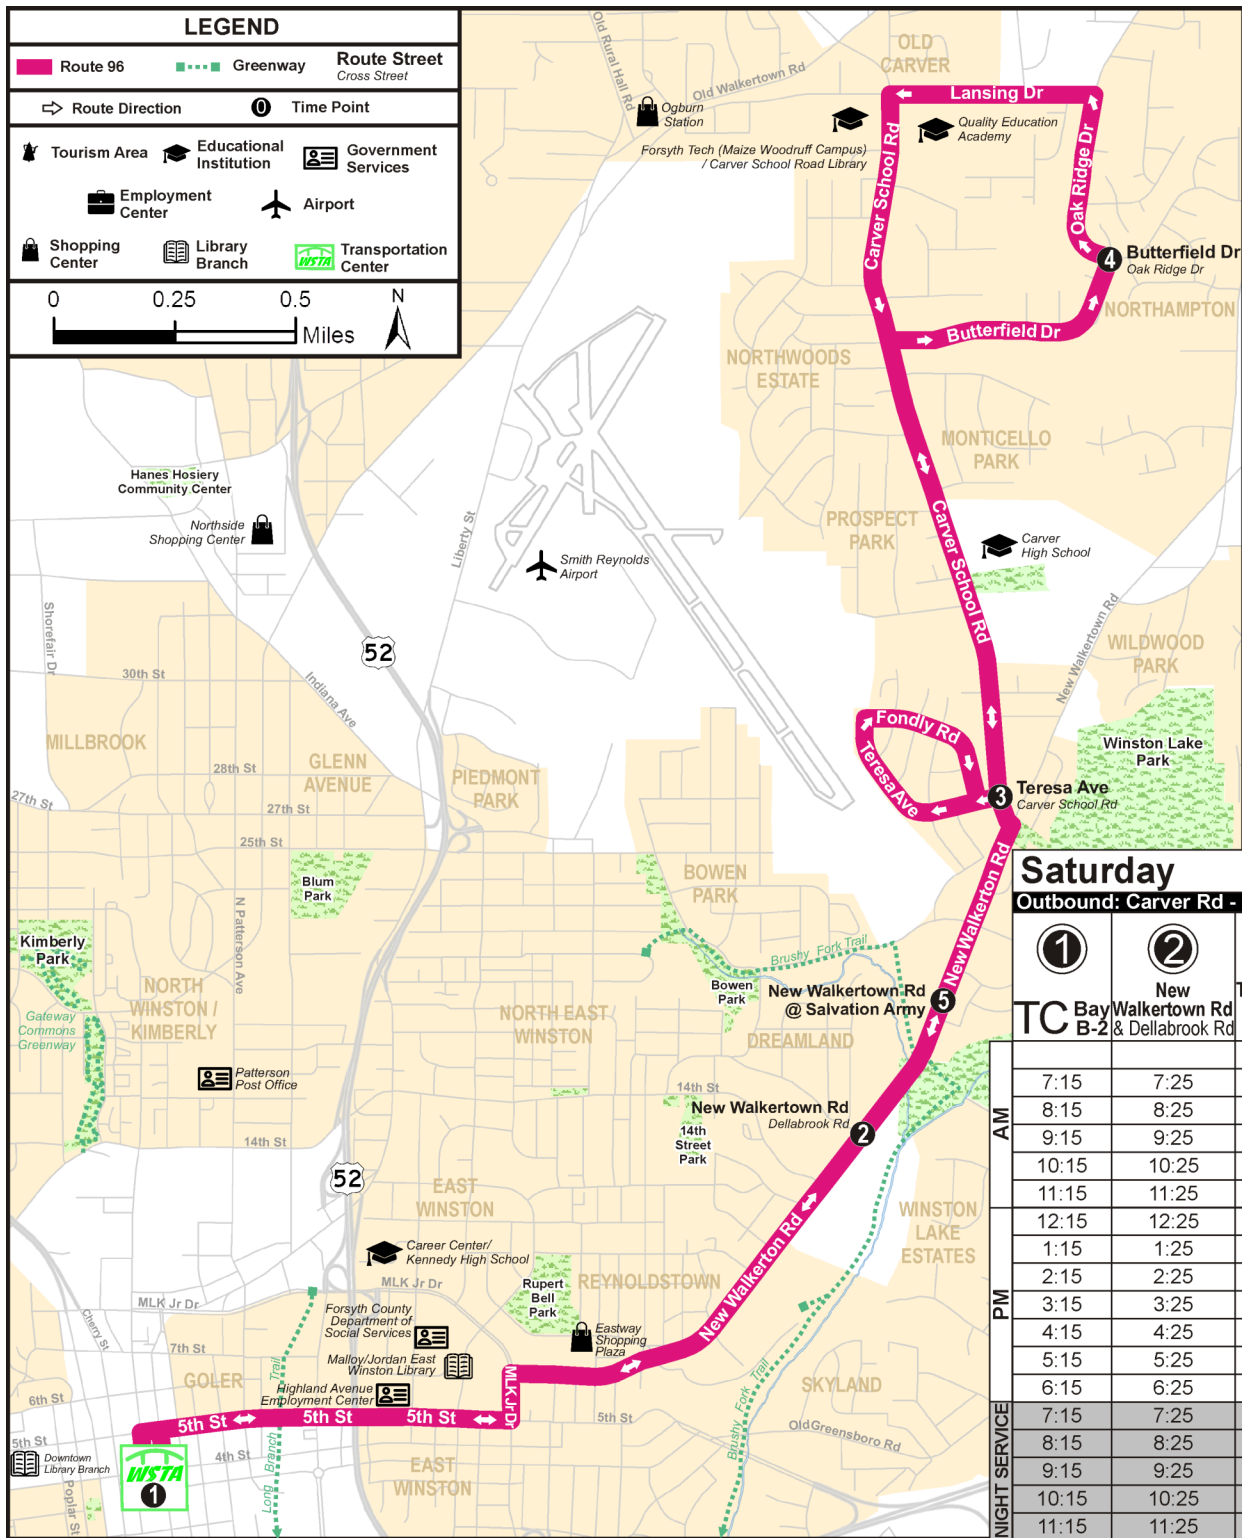 LEGEND
Route 96
Greenway
Route Street
Cross Street
Route Direction
0
Time Point
Tourism Area
Educational
Institution
Government
Services
Employment
Center
Airport
Shopping
Center
Library
Branch
WSTA
Transportation
Center
0
0.25
0.5
N
Miles
Old Rural Hall Rd
Old Walkertown Rd
OLD
CARVER
Ogburn
Station
Lansing Dr
Quality Education
Academy
Forsyth Tech (Maize Woodruff Campus)
/ Carver School Road Library
Carver School Rd
Oak Ridge Dr
4
Butterfield Dr
Oak Ridge Dr
NORTHAMPTON
Butterfield Dr
NORTHWOODS
ESTATE
MONTICELLO
PARK
Hanes Hosiery
Community Center
Northside
Shopping Center
Liberty St
Smith Reynolds
Airport
PROSPECT
PARK
Carver School Rd
Carver
High School
Shorefair Dr
52
New Walkertown Rd
WILDWOOD
PARK
30th St
Indiana Ave
Fondly Rd
Teresa Ave
MILLBROOK
GLENN
AVENUE
28th St
PIEDMONT
PARK
Winston Lake
Park
3
Teresa Ave
Carver School Rd
27th St
27th St
25th St
New Walkerton Rd
BOWEN
PARK
Blum
Park
N Patterson Ave
Kimberly
Park
Brushy Fork Trail
NORTH
WINSTON /
KIMBERLY
Bowen
Park
New Walkertown Rd
@ Salvation Army
5
Gateway
Commons
Greenway
NORTH EAST
WINSTON
DREAMLAND
Patterson
Post Office
14th St
New Walkertown Rd
Dellabrook Rd
2
14th
Street
Park
14th St
52
EAST
WINSTON
WINSTON
LAKE
ESTATES
New Walkerton Rd
Career Center/
Kennedy High School
MLK Jr Dr
REYNOLDSTOWN
Rupert
Bell
Park
MLK Jr Dr
Cherry St
Forsyth County
Department of
Social Services
Eastway
Shopping
Plaza
7th St
Malloy/Jordan East
Winston Library
GOLER
Long Branch Trail
Highland Avenue
Employment Center
MLK Jr Dr
Brushy Fork Trail
SKYLAND
6th St
5th St
5th St
5th St
5th St
Old Greensboro Rd
5th St
4th St
Downtown
Library Branch
WSTA
1
Poplar St
EAST
WINSTON
Saturday
Outbound: Carver Rd -
1
2
TC Bay
B-2
New
Walkertown Rd
& Dellabrook Rd
T
AM
7:15 7:25
8:15 8:25
9:15 9:25
10:15 10:25
11:15 11:25
PM
12:15 12:25
1:15 1:25
2:15 2:25
3:15 3:25
4:15 4:25
5:15 5:25
6:15 6:25
NIGHT SERVICE
7:15 7:25
8:15 8:25
9:15 9:25
10:15 10:25
11:15 11:25